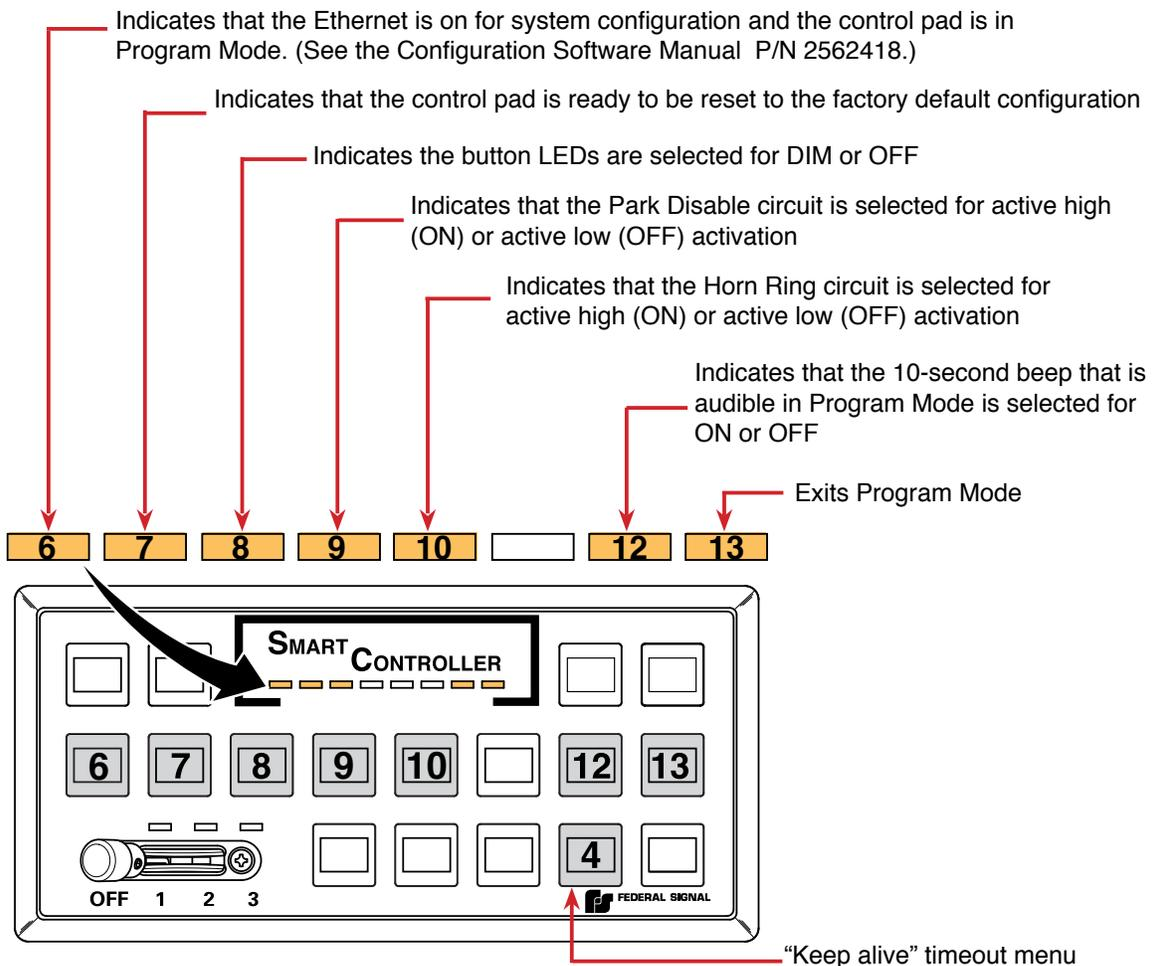 Indicates that the Ethernet is on for system configuration and the control pad is in
Program Mode. (See the Configuration Software Manual P/N 2562418.)
Indicates that the control pad is ready to be reset to the factory default configuration
Indicates the button LEDs are selected for DIM or OFF
Indicates that the Park Disable circuit is selected for active high
(ON) or active low (OFF) activation
Indicates that the Horn Ring circuit is selected for
active high (ON) or active low (OFF) activation
Indicates that the 10-second beep that is
audible in Program Mode is selected for
ON or OFF
Exits Program Mode
6 7 8 9 10 12 13
SMART CONTROLLER
6 7 8 9 10 12 13
4
OFF 1 2 3
FEDERAL SIGNAL
“Keep alive” timeout menu